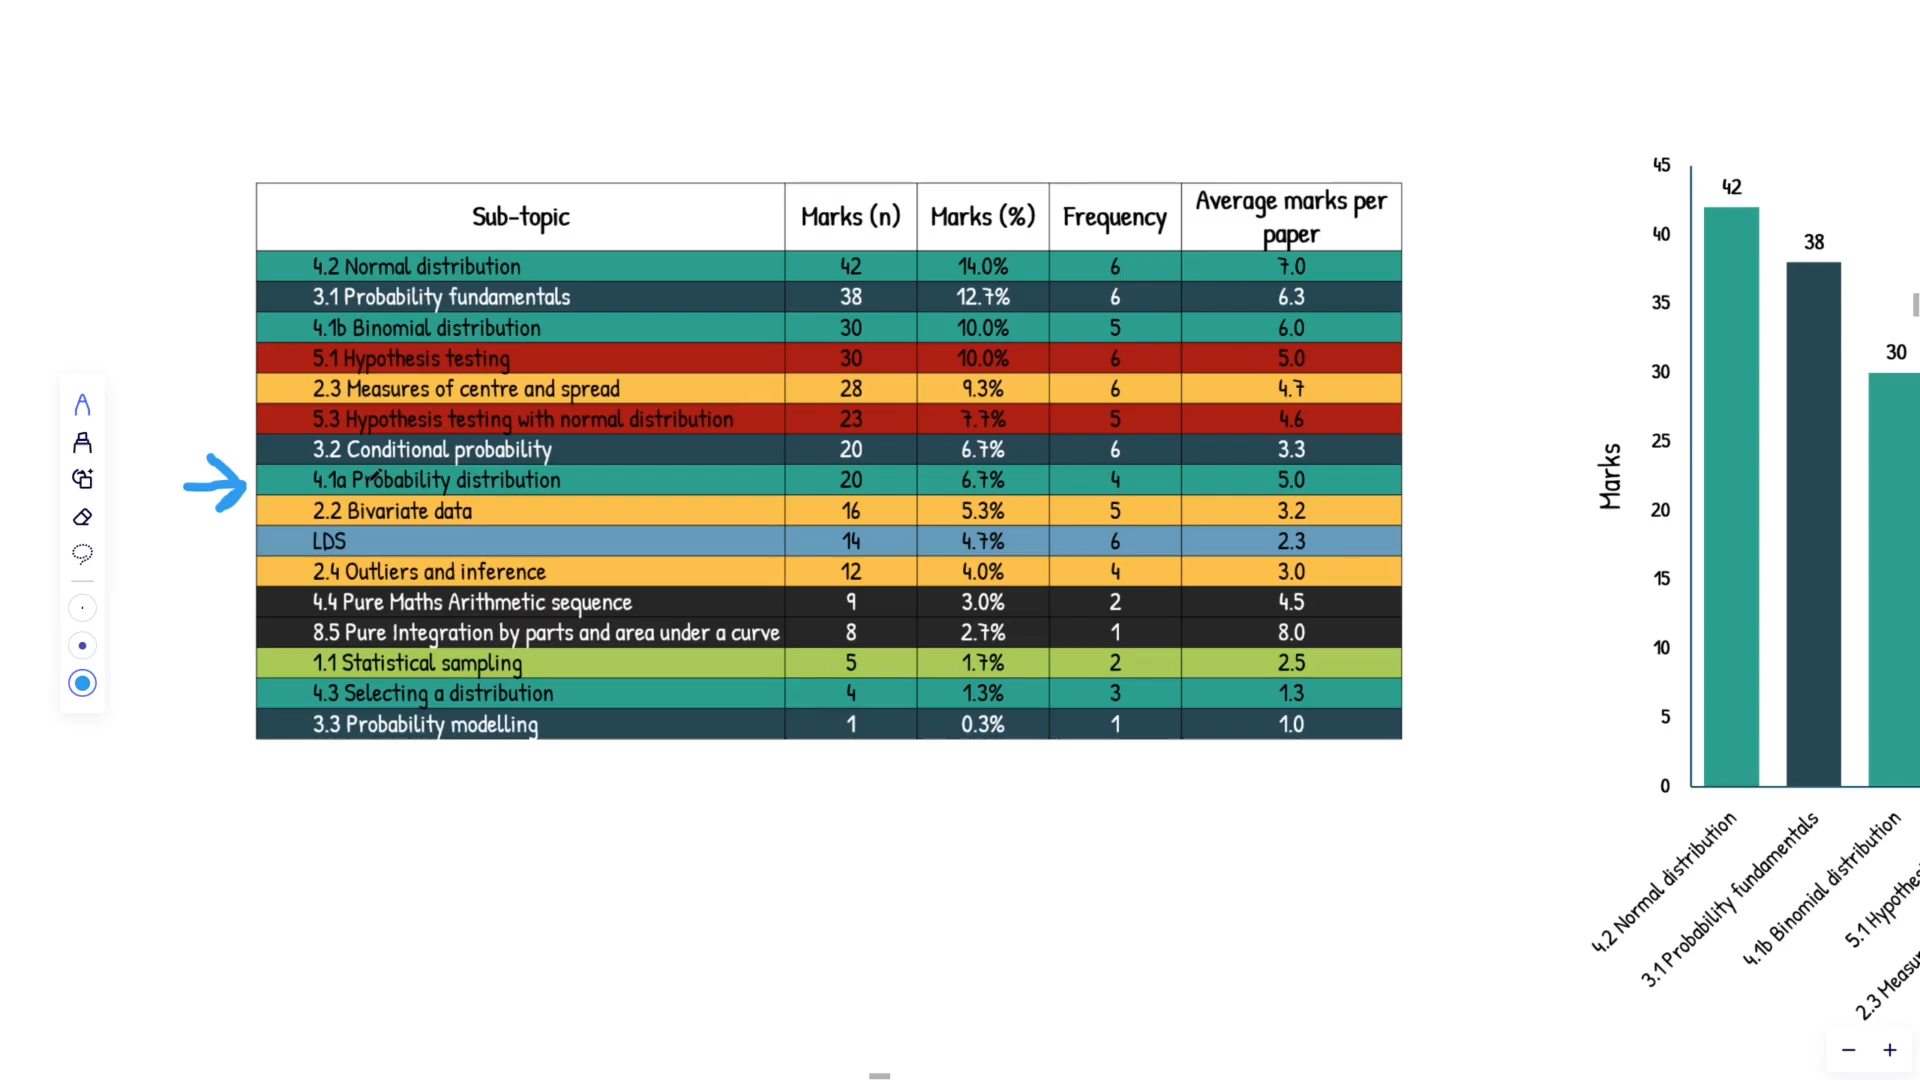 Sub-topic Marks (n) Marks (%) Frequency Average marks per paper
4.2 Normal distribution 42 14.0% 6 7.0
3.1 Probability fundamentals 38 12.7% 6 6.3
4.1b Binomial distribution 30 10.0% 5 6.0
5.1 Hypothesis testing 30 10.0% 6 5.0
2.3 Measures of centre and spread 28 9.3% 6 4.7
5.3 Hypothesis testing with normal distribution 23 7.7% 5 4.6
3.2 Conditional probability 20 6.7% 6 3.3
4.1a Probability distribution 20 6.7% 4 5.0
2.2 Bivariate data 16 5.3% 5 3.2
LDS 14 4.7% 6 2.3
2.4 Outliers and inference 12 4.0% 4 3.0
4.4 Pure Maths Arithmetic sequence 9 3.0% 2 4.5
8.5 Pure Integration by parts and area under a curve 8 2.7% 1 8.0
1.1 Statistical sampling 5 1.7% 2 2.5
4.3 Selecting a distribution 4 1.3% 3 1.3
3.3 Probability modelling 1 0.3% 1 1.0
Marks
45
40
35
30
25
20
15
10
5
0
42
38
30
4.2 Normal distribution
3.1 Probability fundamentals
4.1b Binomial distribution
5.1 Hypothes
2.3 Measu